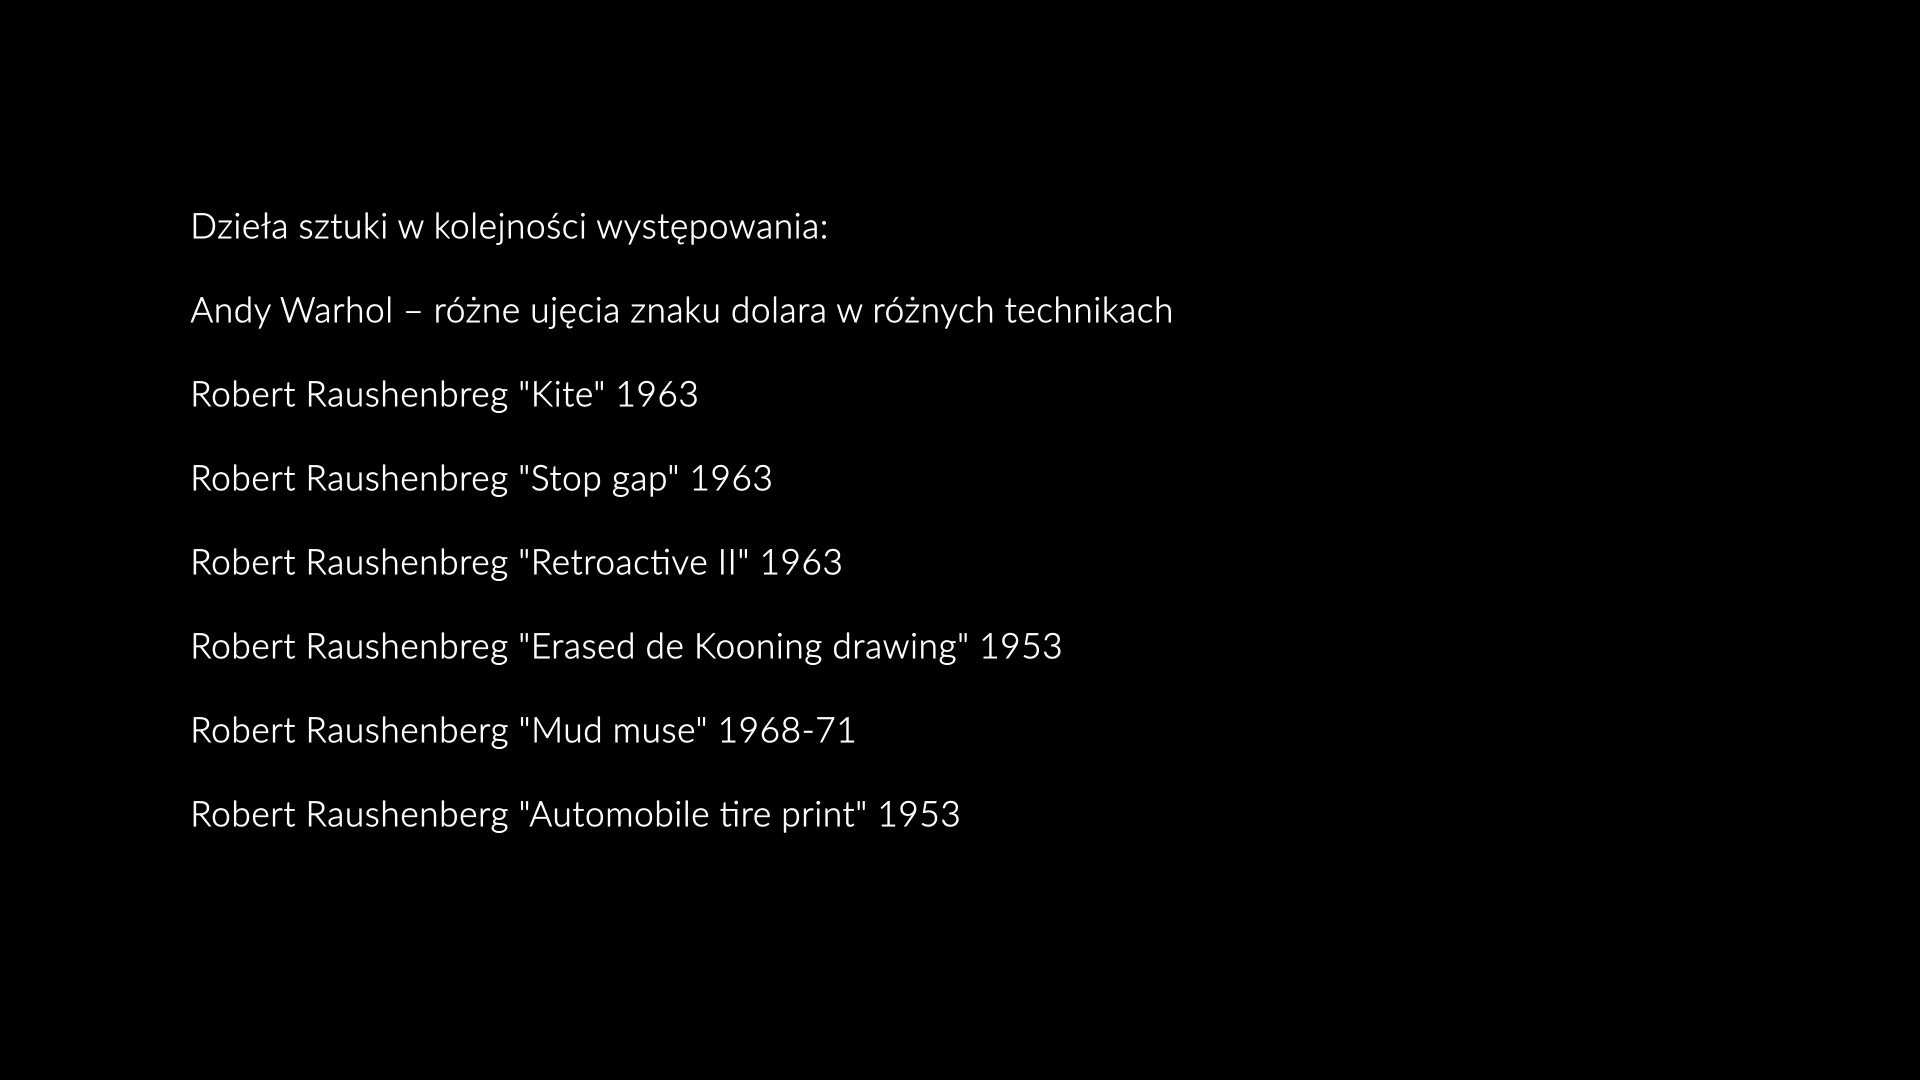 Dzieła sztuki w kolejności występowania:
Andy Warhol – różne ujęcia znaku dolara w różnych technikach
Robert Raushenbreg "Kite" 1963
Robert Raushenbreg "Stop gap" 1963
Robert Raushenbreg "Retroactive II" 1963
Robert Raushenbreg "Erased de Kooning drawing" 1953
Robert Raushenberg "Mud muse" 1968-71
Robert Raushenberg "Automobile tire print" 1953